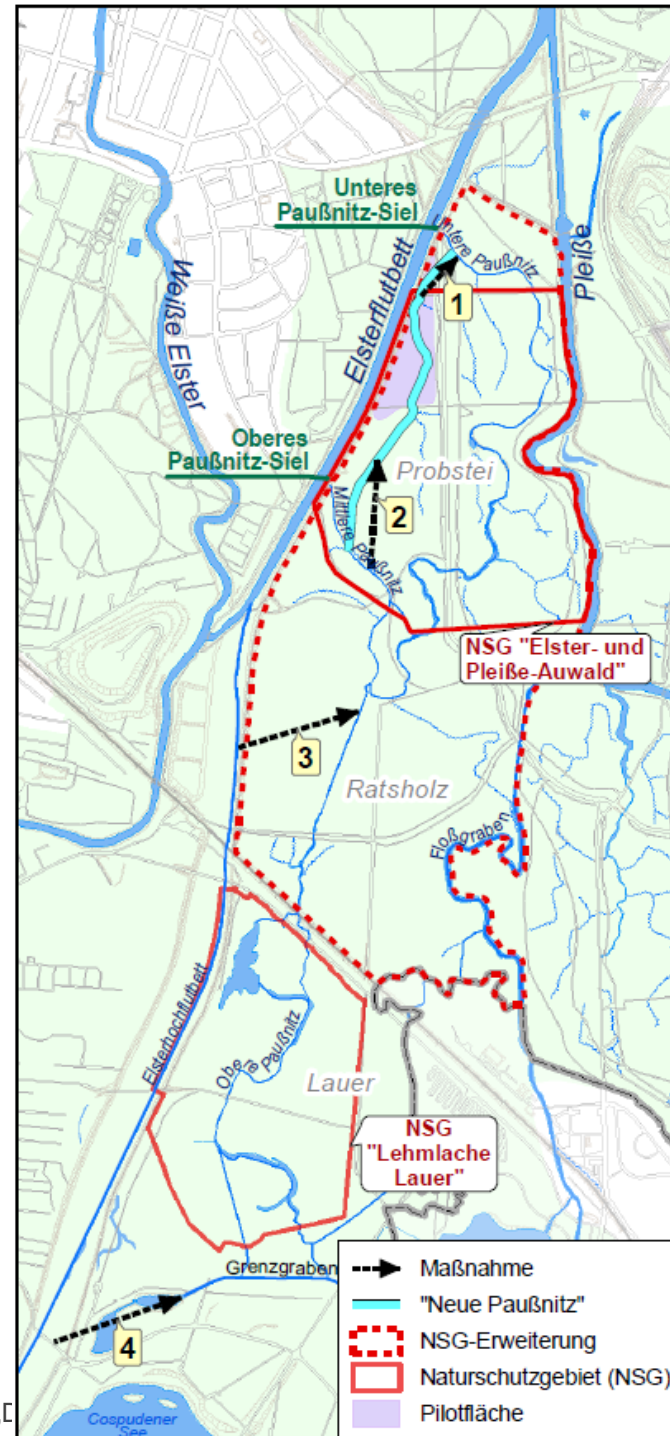 Unteres
Paußnitz-Siel
Untere Paußnitz
Pleiße
Elsterflutbett
1
Weiße Elster
Oberes
Paußnitz-Siel
Probstei
2
Mittlere Paußnitz
NSG "Elster- und
Pleiße-Auwald"
3
Ratsholz
Floßgraben
Elsterhochflutbett
Obere Paußnitz
Lauer
NSG
"Lehmlache
Lauer"
Grenzgraben
4
Cospudener
See
Maßnahme
"Neue Paußnitz"
NSG-Erweiterung
Naturschutzgebiet (NSG)
Pilotfläche